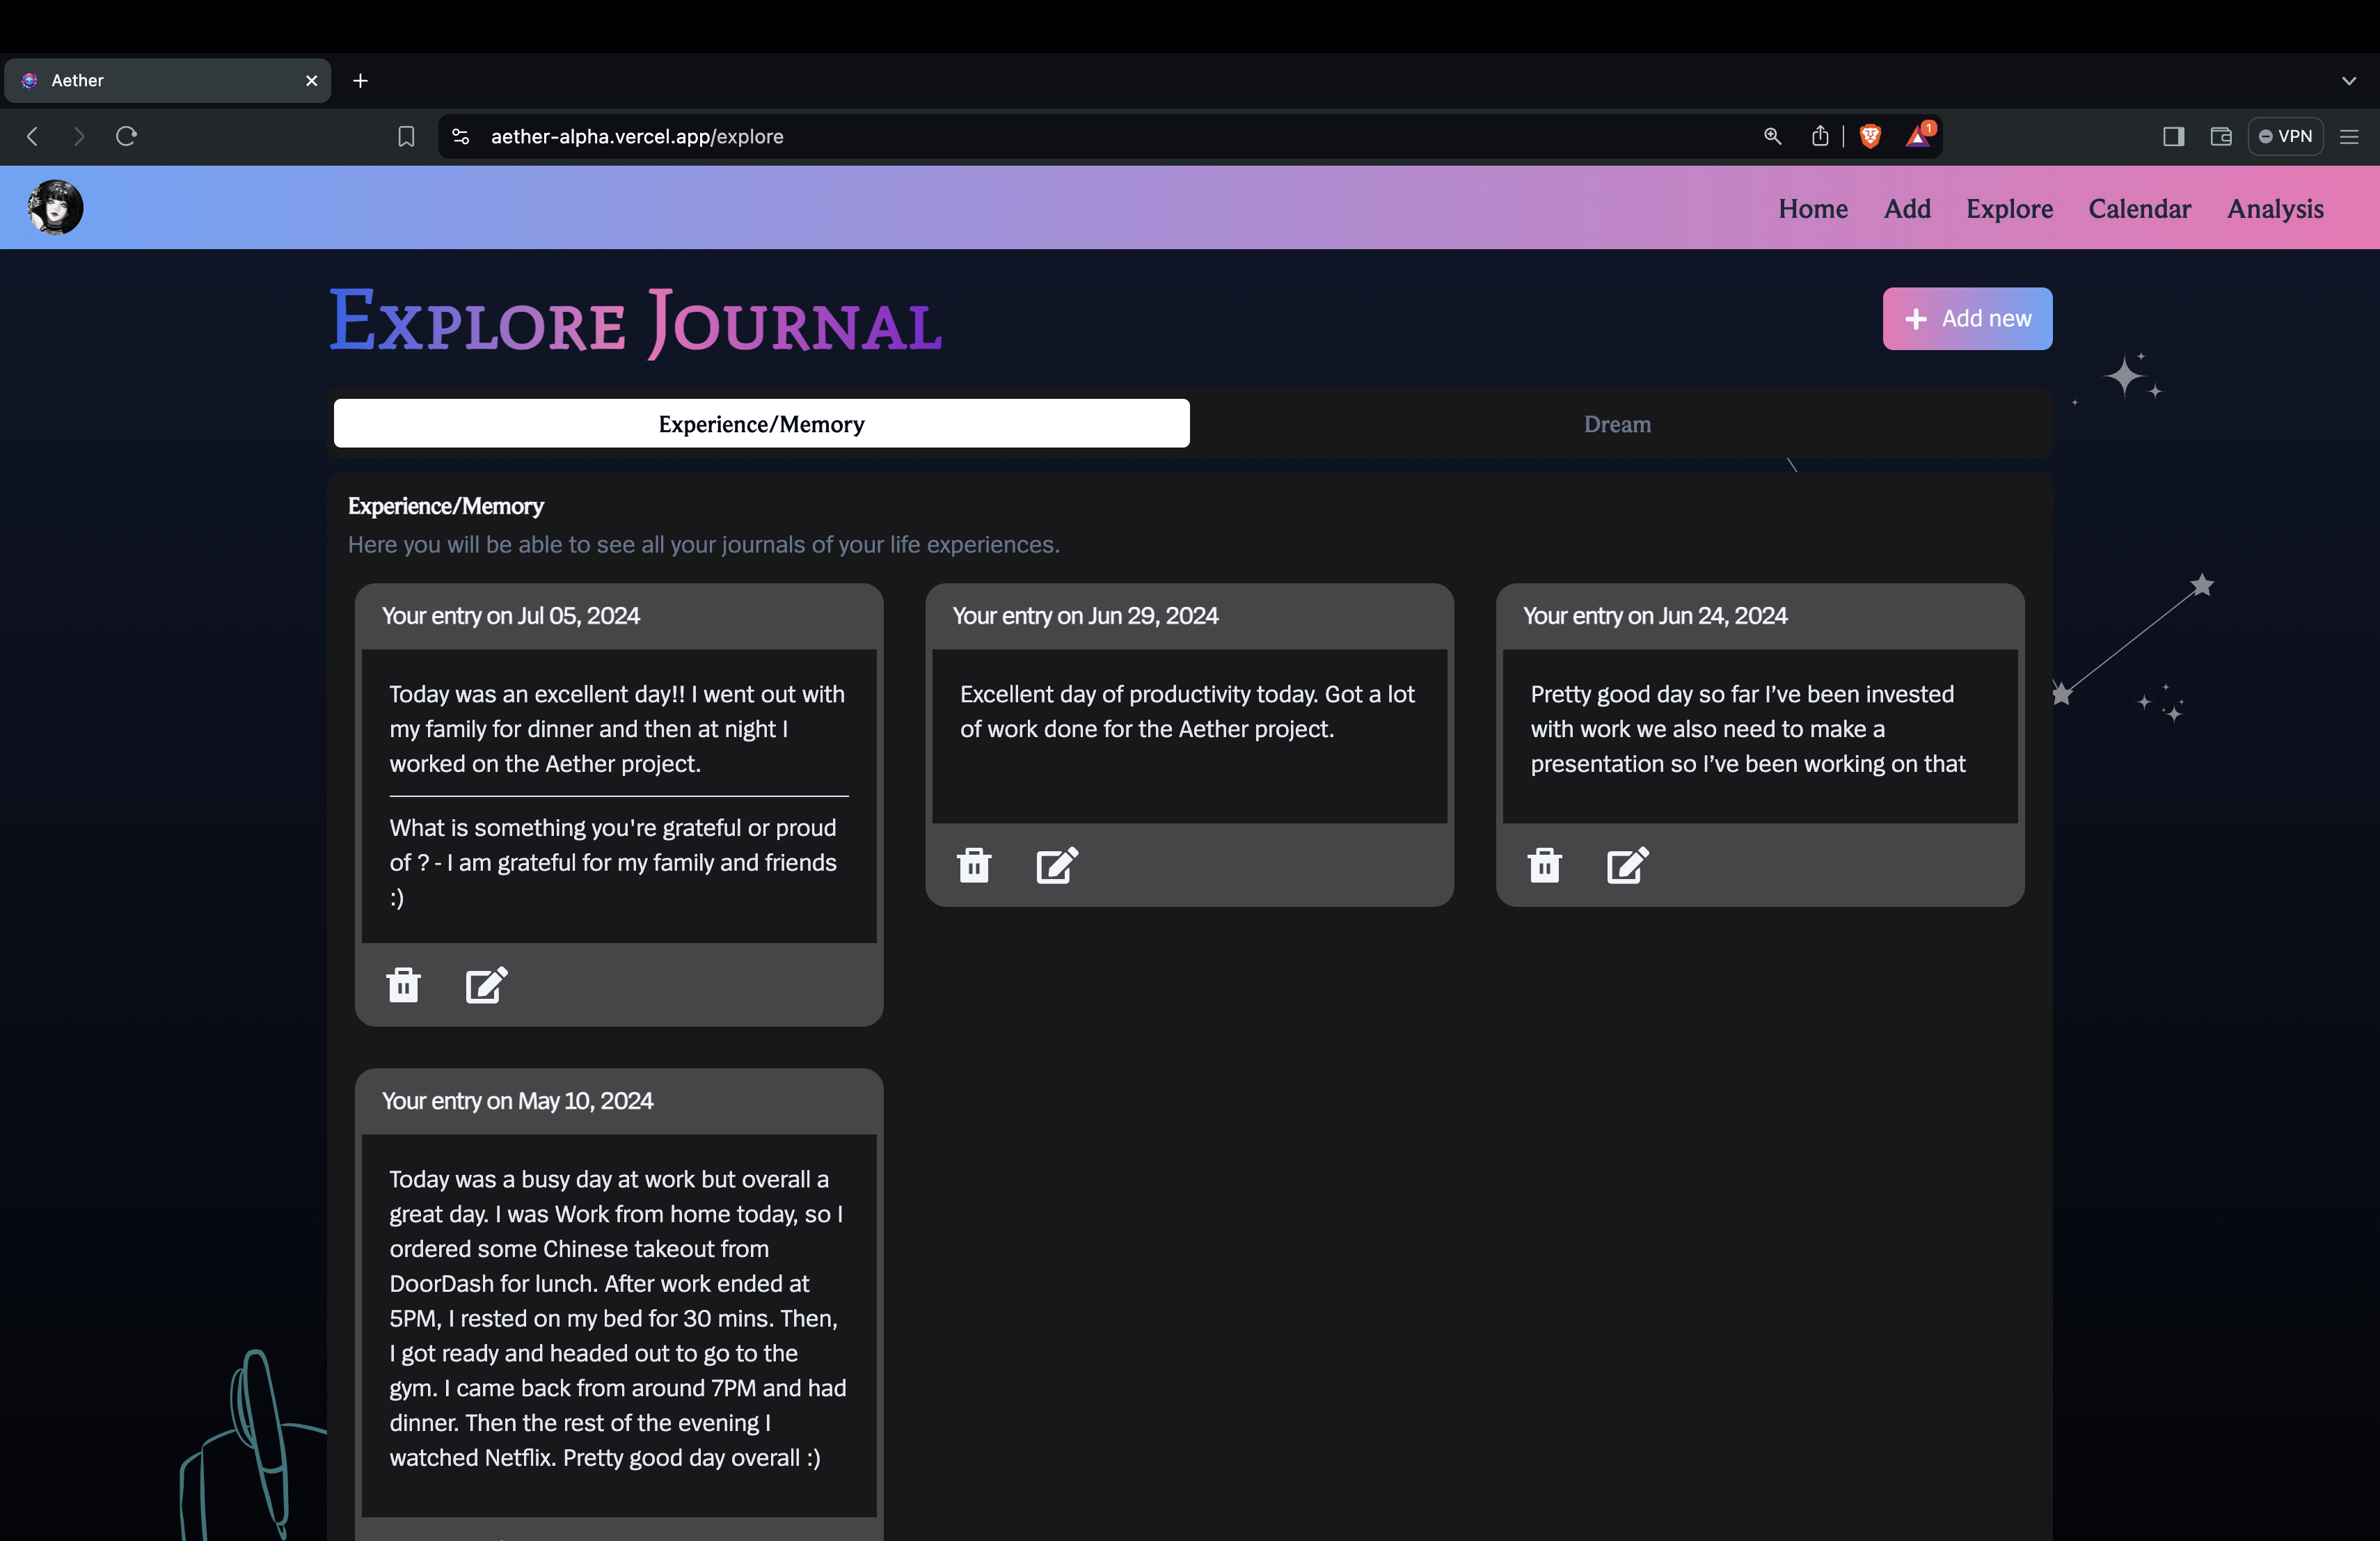 Aether
aether-alpha.vercel.app/explore
1
VPN
Home Add Explore Calendar Analysis
Explore Journal
Add new
Experience/Memory
Dream
Experience/Memory
Here you will be able to see all your journals of your life experiences.
Your entry on Jul 05, 2024
Today was an excellent day!! I went out with
my family for dinner and then at night I
worked on the Aether project.
What is something you're grateful or proud
of ? - I am grateful for my family and friends
:)
Your entry on Jun 29, 2024
Excellent day of productivity today. Got a lot
of work done for the Aether project.
Your entry on Jun 24, 2024
Pretty good day so far I’ve been invested
with work we also need to make a
presentation so I’ve been working on that
Your entry on May 10, 2024
Today was a busy day at work but overall a
great day. I was Work from home today, so I
ordered some Chinese takeout from
DoorDash for lunch. After work ended at
5PM, I rested on my bed for 30 mins. Then,
I got ready and headed out to go to the
gym. I came back from around 7PM and had
dinner. Then the rest of the evening I
watched Netflix. Pretty good day overall :)